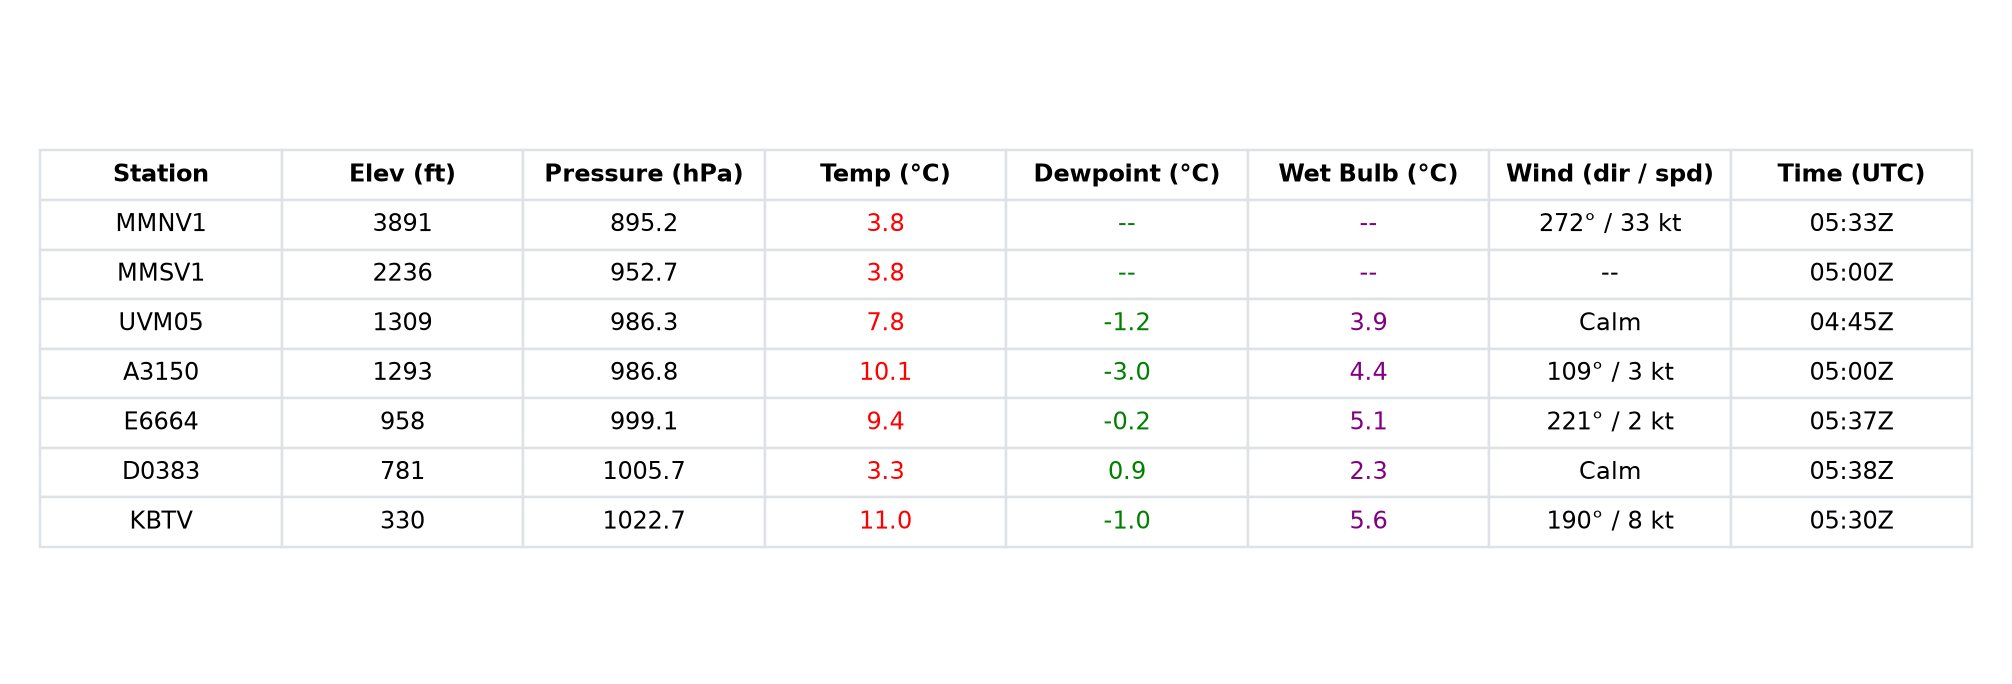 Station Elev (ft) Pressure (hPa) Temp (°C) Dewpoint (°C) Wet Bulb (°C) Wind (dir / spd) Time (UTC)
MMNV1 3891 895.2 3.8 -- -- 272° / 33 kt 05:33Z
MMSV1 2236 952.7 3.8 -- -- -- 05:00Z
UVM05 1309 986.3 7.8 -1.2 3.9 Calm 04:45Z
A3150 1293 986.8 10.1 -3.0 4.4 109° / 3 kt 05:00Z
E6664 958 999.1 9.4 -0.2 5.1 221° / 2 kt 05:37Z
D0383 781 1005.7 3.3 0.9 2.3 Calm 05:38Z
KBTV 330 1022.7 11.0 -1.0 5.6 190° / 8 kt 05:30Z